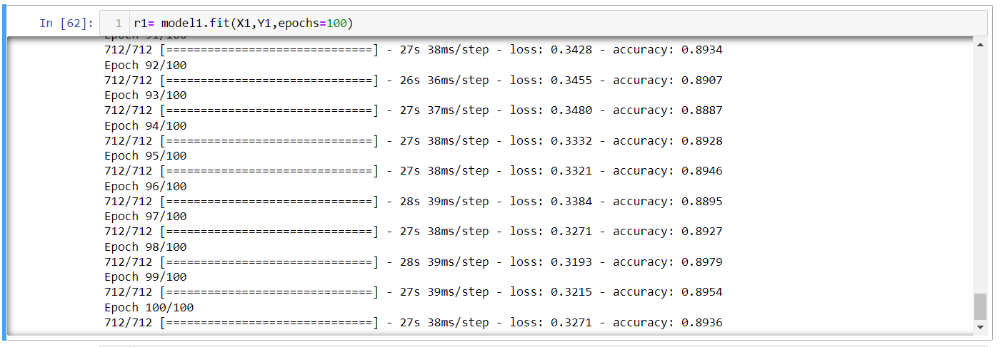 In [62]: 1 r1= model1.fit(X1,Y1,epochs=100)
Epoch 91/100
712/712 [==============================] - 27s 38ms/step - loss: 0.3428 - accuracy: 0.8934
Epoch 92/100
712/712 [==============================] - 26s 36ms/step - loss: 0.3455 - accuracy: 0.8907
Epoch 93/100
712/712 [==============================] - 27s 37ms/step - loss: 0.3480 - accuracy: 0.8887
Epoch 94/100
712/712 [==============================] - 27s 38ms/step - loss: 0.3332 - accuracy: 0.8928
Epoch 95/100
712/712 [==============================] - 27s 38ms/step - loss: 0.3321 - accuracy: 0.8946
Epoch 96/100
712/712 [==============================] - 28s 39ms/step - loss: 0.3384 - accuracy: 0.8895
Epoch 97/100
712/712 [==============================] - 27s 38ms/step - loss: 0.3271 - accuracy: 0.8927
Epoch 98/100
712/712 [==============================] - 28s 39ms/step - loss: 0.3193 - accuracy: 0.8979
Epoch 99/100
712/712 [==============================] - 27s 39ms/step - loss: 0.3215 - accuracy: 0.8954
Epoch 100/100
712/712 [==============================] - 27s 38ms/step - loss: 0.3271 - accuracy: 0.8936